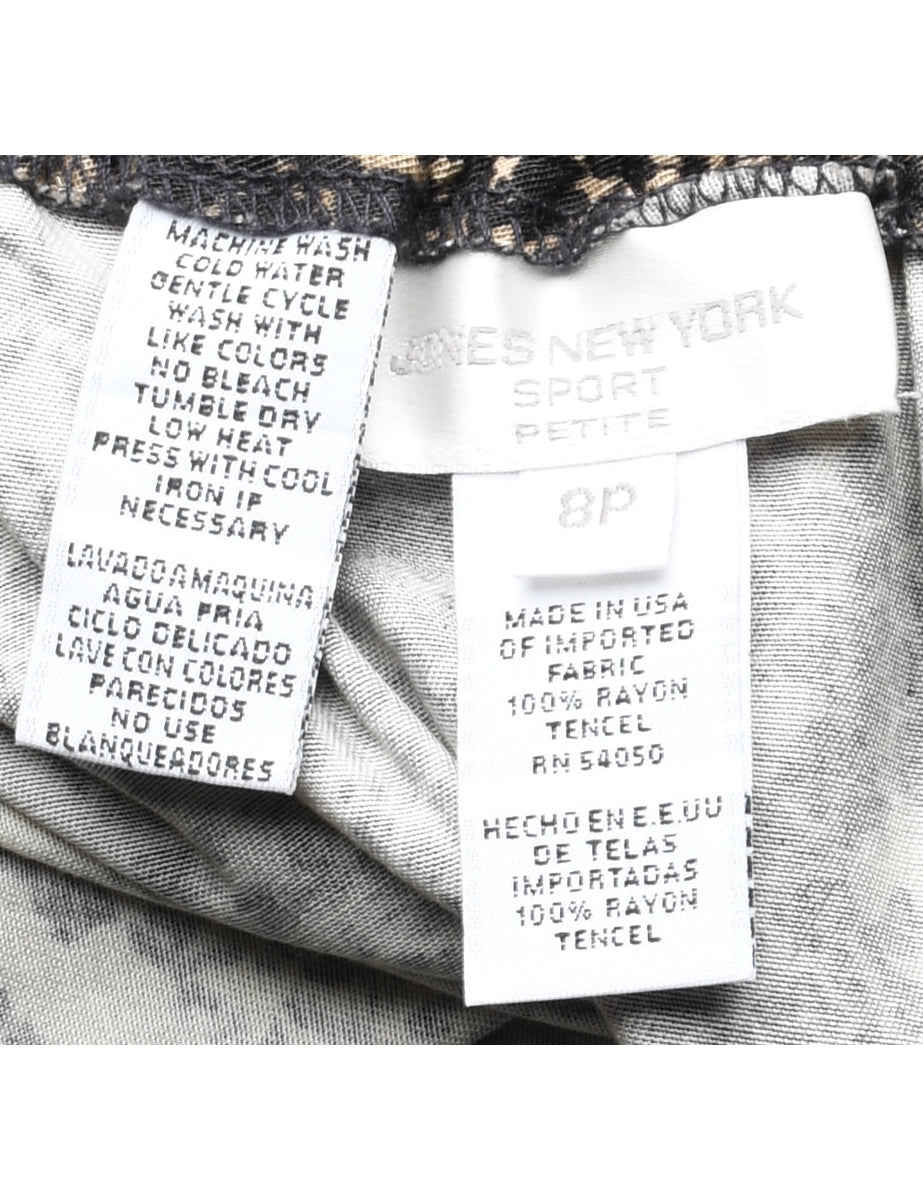 MACHINE WASH
COLD WATER
GENTLE CYCLE
WASH WITH
LIKE COLORS
NO BLEACH
TUMBLE DRY
LOW HEAT
PRESS WITH COOL
IRON IF
NECESSARY
LAVADO A MAQUINA
AGUA FRIA
CICLO DELICADO
LAVE CON COLORES
PARECIDOS
NO USE
BLANQUEADORES
JONES NEW YORK
SPORT
PETITE
8P
MADE IN USA
OF IMPORTED
FABRIC
100% RAYON
TENCEL
RN 54050
HECHO EN E.E.UU
DE TELAS
IMPORTADAS
100% RAYON
TENCEL